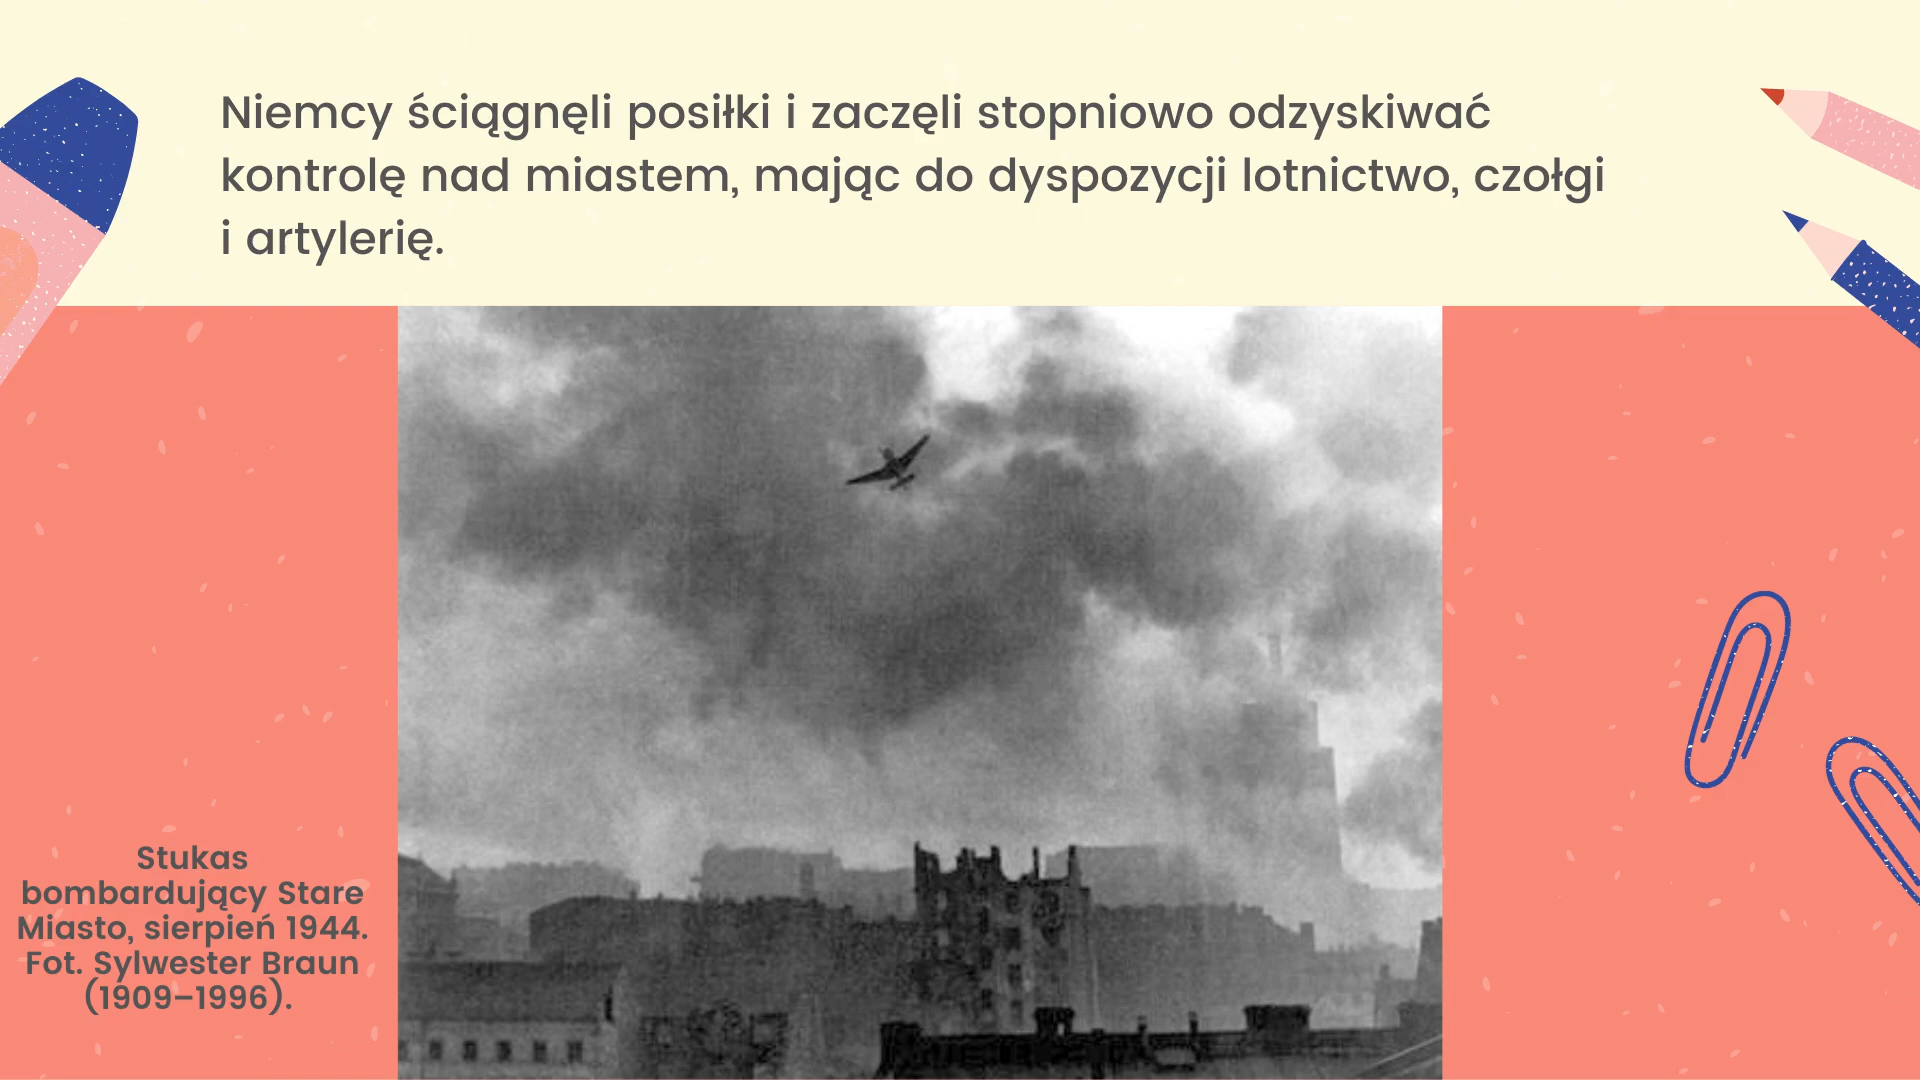 Niemcy ściągnęli posiłki i zaczęli stopniowo odzyskiwać
kontrolę nad miastem, mając do dyspozycji lotnictwo, czołgi
i artylerię.
Stukas
bombardujący Stare
Miasto, sierpień 1944.
Fot. Sylwester Braun
(1909–1996).